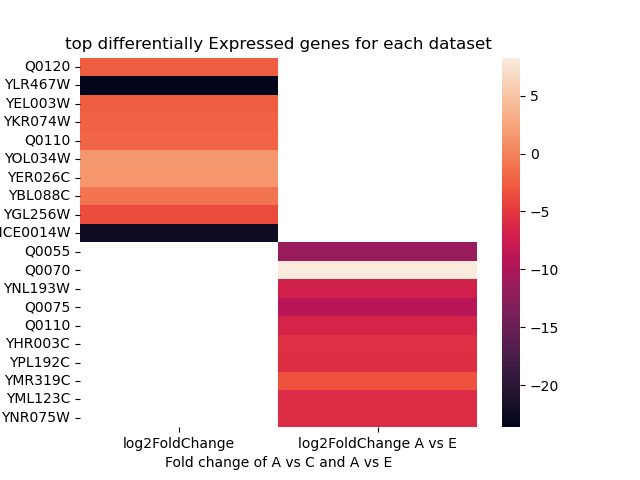 top differentially Expressed genes for each dataset
Q0120
YLR467W
YEL003W
YKR074W
Q0110
YOL034W
YER026C
YBL088C
YGL256W
NCE0014W
Q0055
Q0070
YNL193W
Q0075
Q0110
YHR003C
YPL192C
YMR319C
YML123C
YNR075W
log2FoldChange
log2FoldChange A vs E
Fold change of A vs C and A vs E
5
0
−5
−10
−15
−20